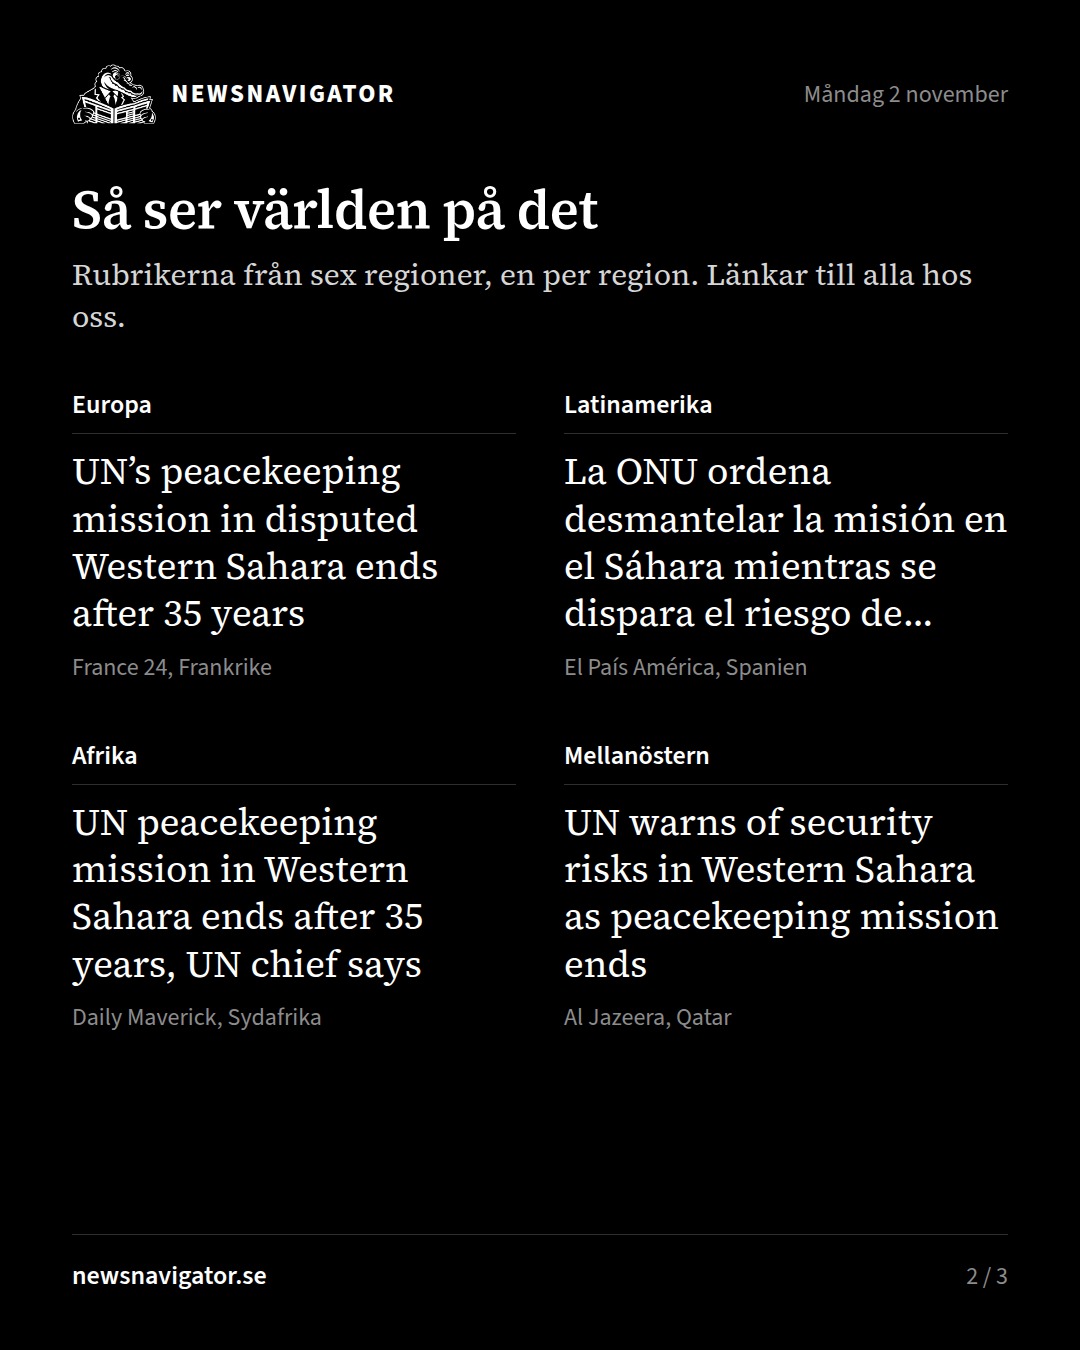 NEWSNAVIGATOR
Måndag 2 november
Så ser världen på det
Rubrikerna från sex regioner, en per region. Länkar till alla hos
oss.
Europa
UN’s peacekeeping
mission in disputed
Western Sahara ends
after 35 years
France 24, Frankrike
Latinamerika
La ONU ordena
desmantelar la misión en
el Sáhara mientras se
dispara el riesgo de...
El País América, Spanien
Afrika
UN peacekeeping
mission in Western
Sahara ends after 35
years, UN chief says
Daily Maverick, Sydafrika
Mellanöstern
UN warns of security
risks in Western Sahara
as peacekeeping mission
ends
Al Jazeera, Qatar
newsnavigator.se
2 / 3